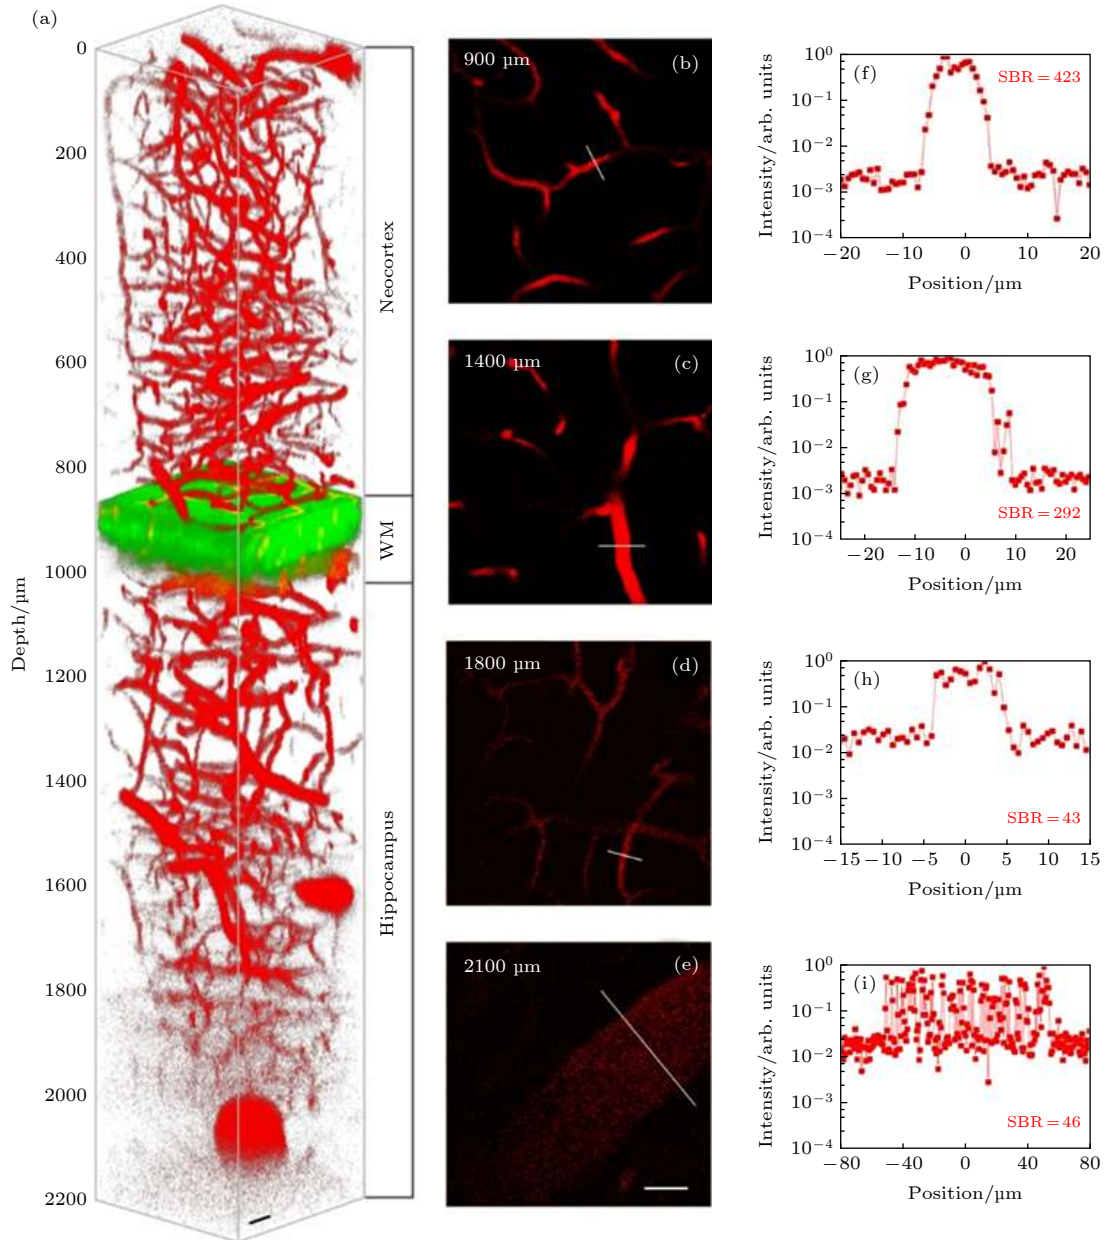 (a)
0
200
400
600
800
1000
1200
1400
1600
1800
2000
2200
Depth/µm
Neocortex
WM
Hippocampus
900 µm
(b)
1400 µm
(c)
1800 µm
(d)
2100 µm
(e)
(f)
SBR=423
10⁰
10⁻¹
10⁻²
10⁻³
10⁻⁴
Intensity/arb. units
−20 −10 0 10 20
Position/µm
(g)
SBR=292
10⁰
10⁻¹
10⁻²
10⁻³
10⁻⁴
Intensity/arb. units
−20 −10 0 10 20
Position/µm
(h)
SBR=43
10⁰
10⁻¹
10⁻²
10⁻³
10⁻⁴
Intensity/arb. units
−15 −10 −5 0 5 10 15
Position/µm
(i)
SBR=46
10⁰
10⁻¹
10⁻²
10⁻³
10⁻⁴
Intensity/arb. units
−80 −40 0 40 80
Position/µm